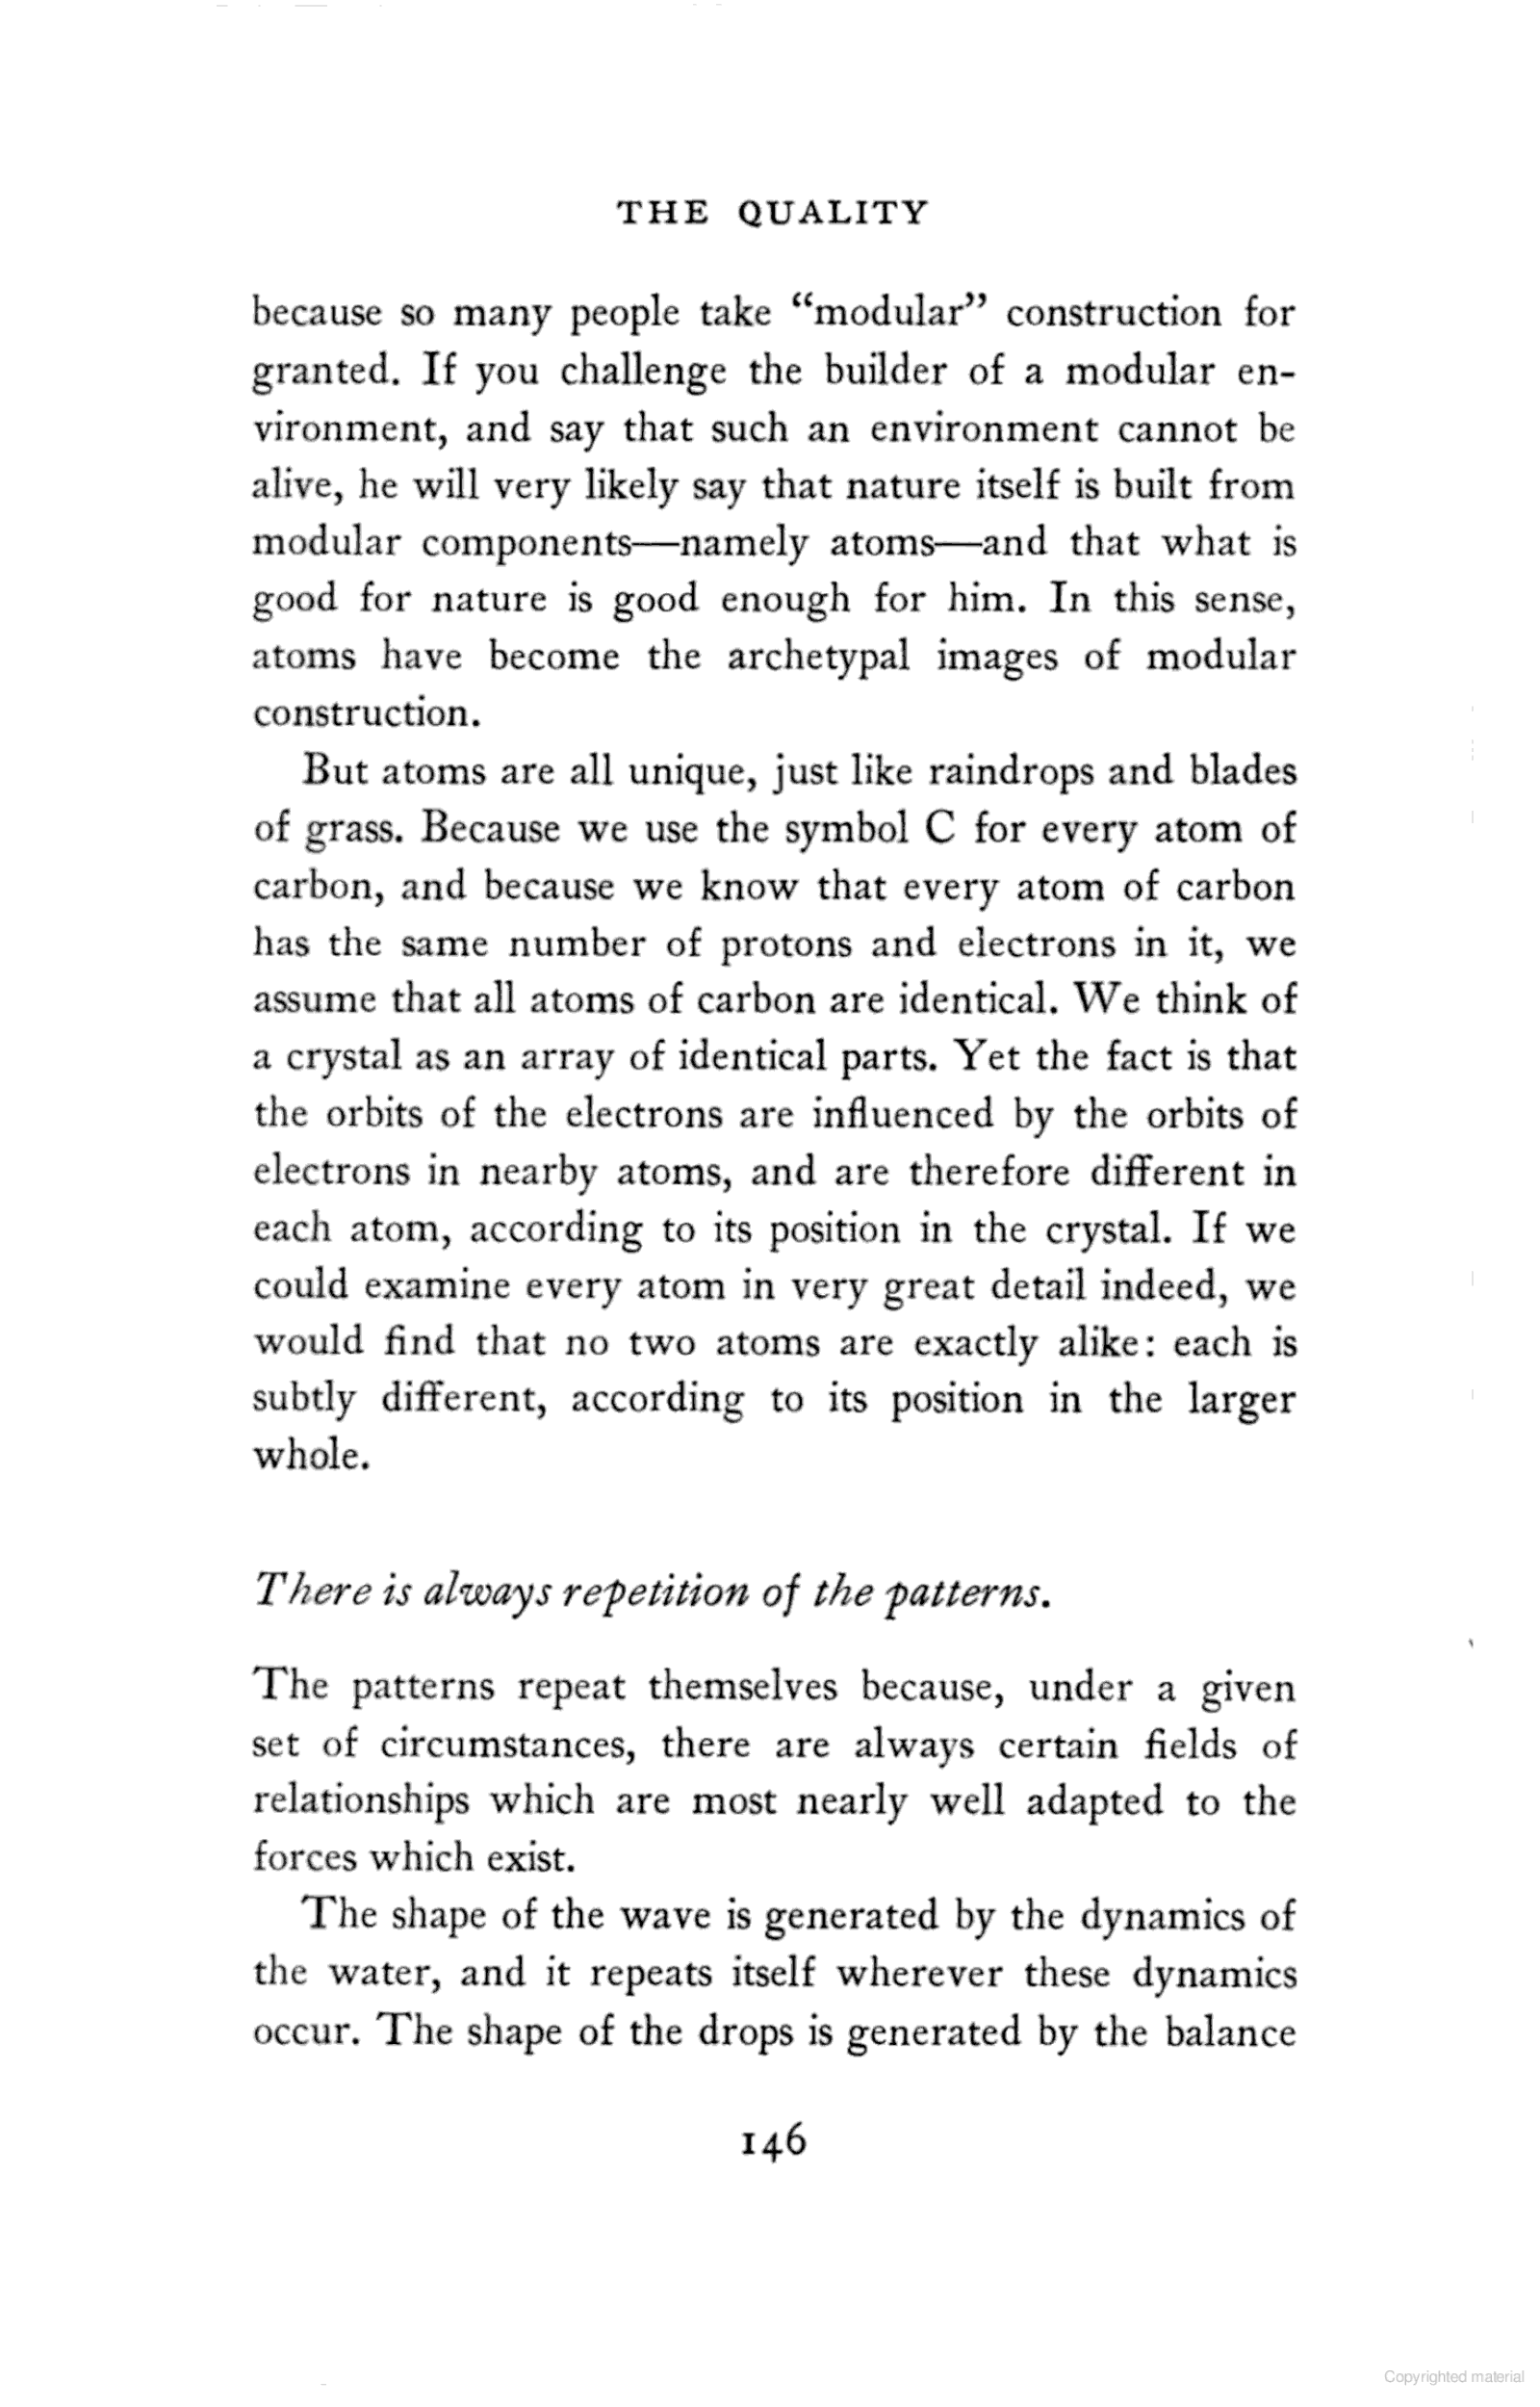 THE QUALITY
because so many people take “modular” construction for
granted. If you challenge the builder of a modular en-
vironment, and say that such an environment cannot be
alive, he will very likely say that nature itself is built from
modular components—namely atoms—and that what is
good for nature is good enough for him. In this sense,
atoms have become the archetypal images of modular
construction.
But atoms are all unique, just like raindrops and blades
of grass. Because we use the symbol C for every atom of
carbon, and because we know that every atom of carbon
has the same number of protons and electrons in it, we
assume that all atoms of carbon are identical. We think of
a crystal as an array of identical parts. Yet the fact is that
the orbits of the electrons are influenced by the orbits of
electrons in nearby atoms, and are therefore different in
each atom, according to its position in the crystal. If we
could examine every atom in very great detail indeed, we
would find that no two atoms are exactly alike: each is
subtly different, according to its position in the larger
whole.
There is always repetition of the patterns.
The patterns repeat themselves because, under a given
set of circumstances, there are always certain fields of
relationships which are most nearly well adapted to the
forces which exist.
The shape of the wave is generated by the dynamics of
the water, and it repeats itself wherever these dynamics
occur. The shape of the drops is generated by the balance
146
Copyrighted material